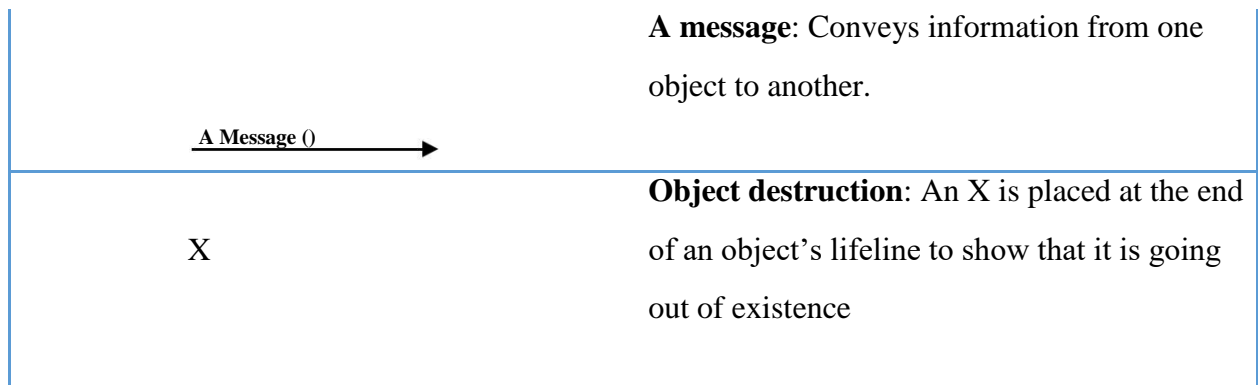 A message: Conveys information from one
object to another.
A Message ()
Object destruction: An X is placed at the end
X
of an object’s lifeline to show that it is going
out of existence